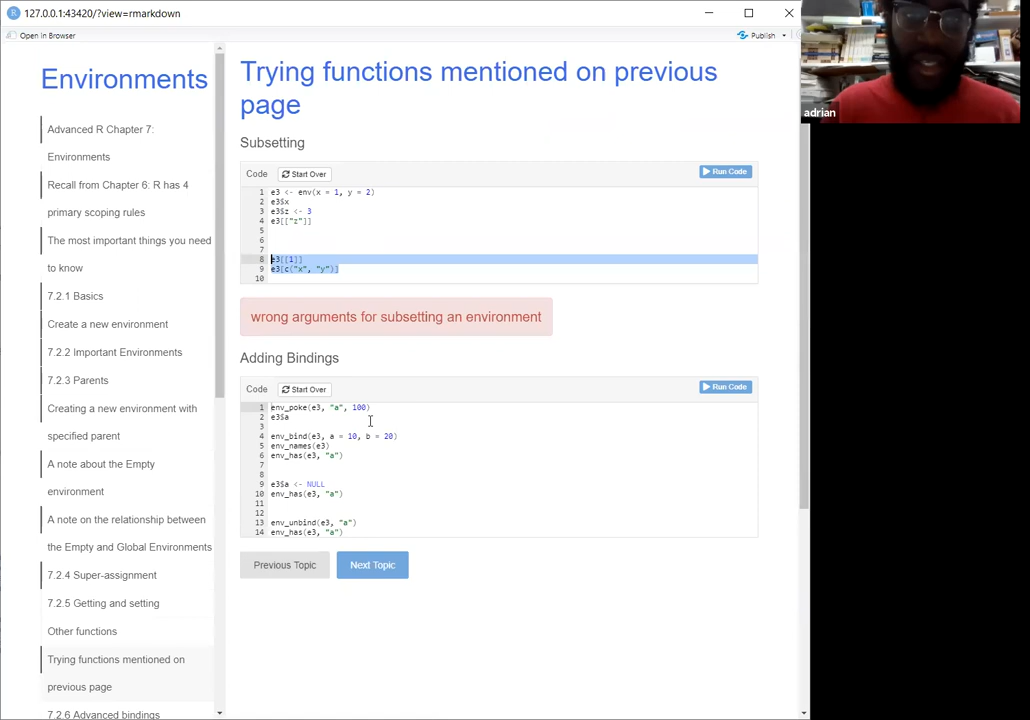 127.0.0.1:43420/?view=rmarkdown
Open in Browser
Publish
adrian
Environments
Advanced R Chapter 7:
Environments
Recall from Chapter 6: R has 4
primary scoping rules
The most important things you need
to know
7.2.1 Basics
Create a new environment
7.2.2 Important Environments
7.2.3 Parents
Creating a new environment with
specified parent
A note about the Empty
environment
A note on the relationship between
the Empty and Global Environments
7.2.4 Super-assignment
7.2.5 Getting and setting
Other functions
Trying functions mentioned on
previous page
7.2.6 Advanced bindings
Trying functions mentioned on previous
page
Subsetting
Code
Start Over
Run Code
1 e3 <- env(x = 1, y = 2)
2 e3$x
3 e3$z <- 3
4 e3[["z"]]
5
6
7
8 e3[[1]]
9 e3[c("x", "y")]
10
wrong arguments for subsetting an environment
Adding Bindings
Code
Start Over
Run Code
1 env_poke(e3, "a", 100)
2 e3$a
3
4 env_bind(e3, a = 10, b = 20)
5 env_names(e3)
6 env_has(e3, "a")
7
8
9 e3$a <- NULL
10 env_has(e3, "a")
11
12
13 env_unbind(e3, "a")
14 env_has(e3, "a")
Previous Topic
Next Topic